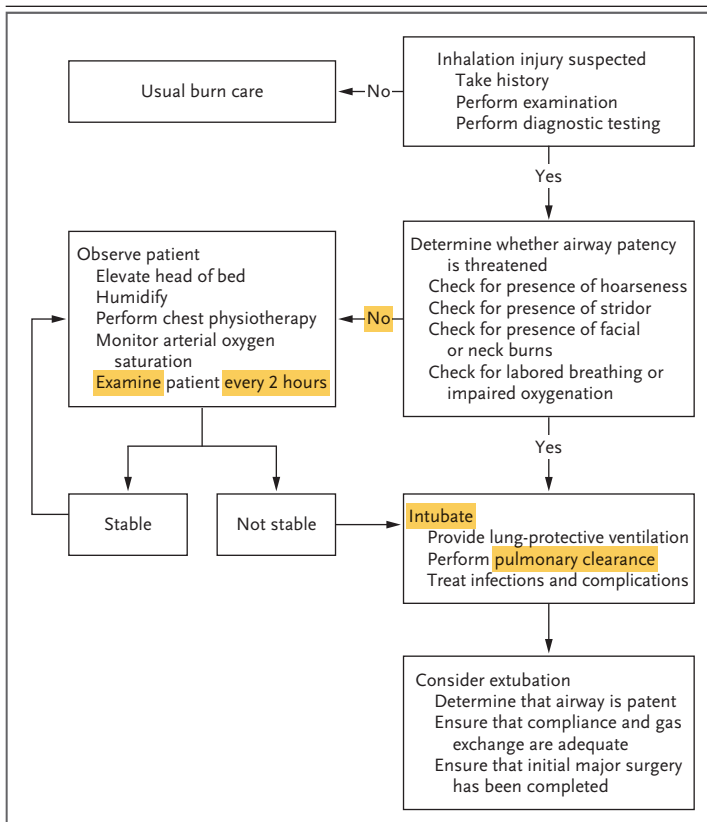 Inhalation injury suspected
Take history
Perform examination
Perform diagnostic testing
No
Usual burn care
Yes
Determine whether airway patency
is threatened
Check for presence of hoarseness
Check for presence of stridor
Check for presence of facial
or neck burns
Check for labored breathing or
impaired oxygenation
No
Observe patient
Elevate head of bed
Humidify
Perform chest physiotherapy
Monitor arterial oxygen
saturation
Examine patient every 2 hours
Yes
Stable
Not stable
Intubate
Provide lung-protective ventilation
Perform pulmonary clearance
Treat infections and complications
Consider extubation
Determine that airway is patent
Ensure that compliance and gas
exchange are adequate
Ensure that initial major surgery
has been completed